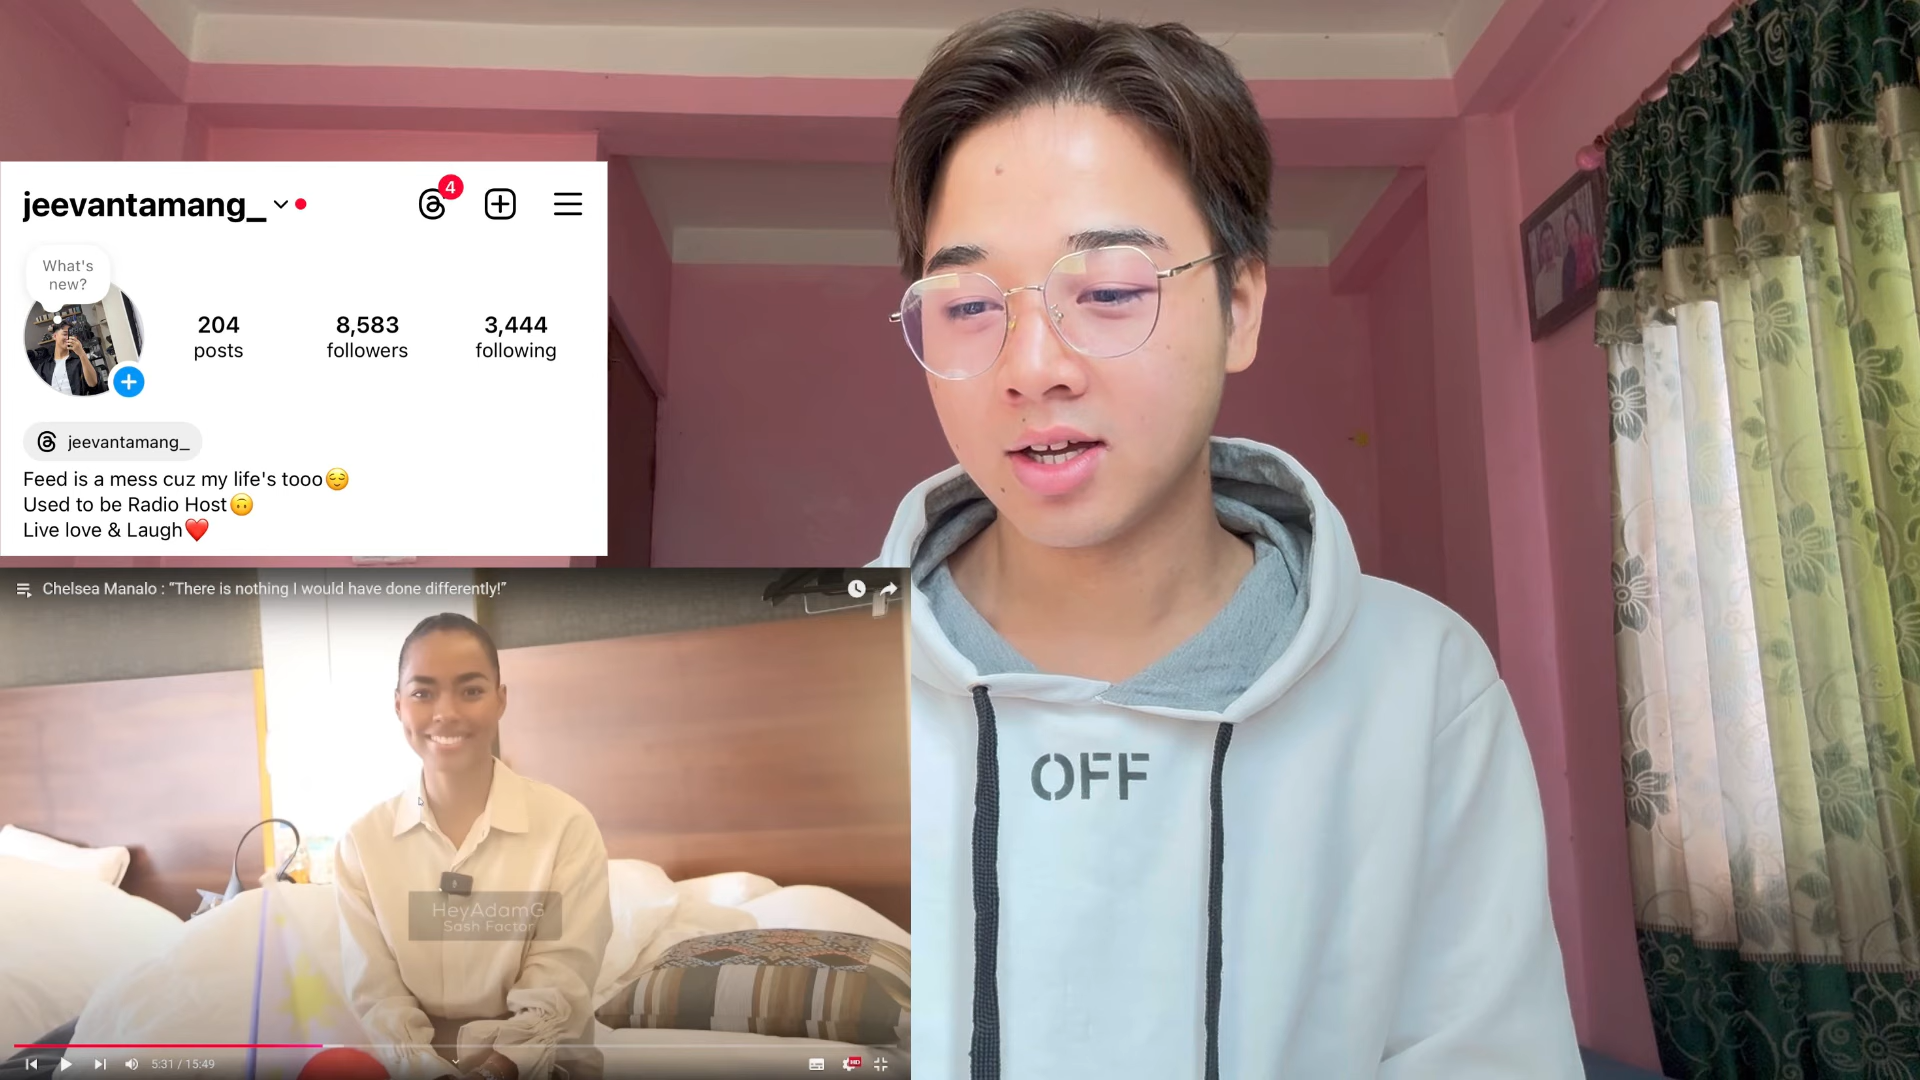 jeevantamang_
4
What's
new?
204
posts
8,583
followers
3,444
following
jeevantamang_
Feed is a mess cuz my life's tooo😌
Used to be Radio Host🙃
Live love & Laugh❤️
Chelsea Manalo : “There is nothing I would have done differently!”
HeyAdamG
Sash Factor
5:31 / 15:49
HD
OFF